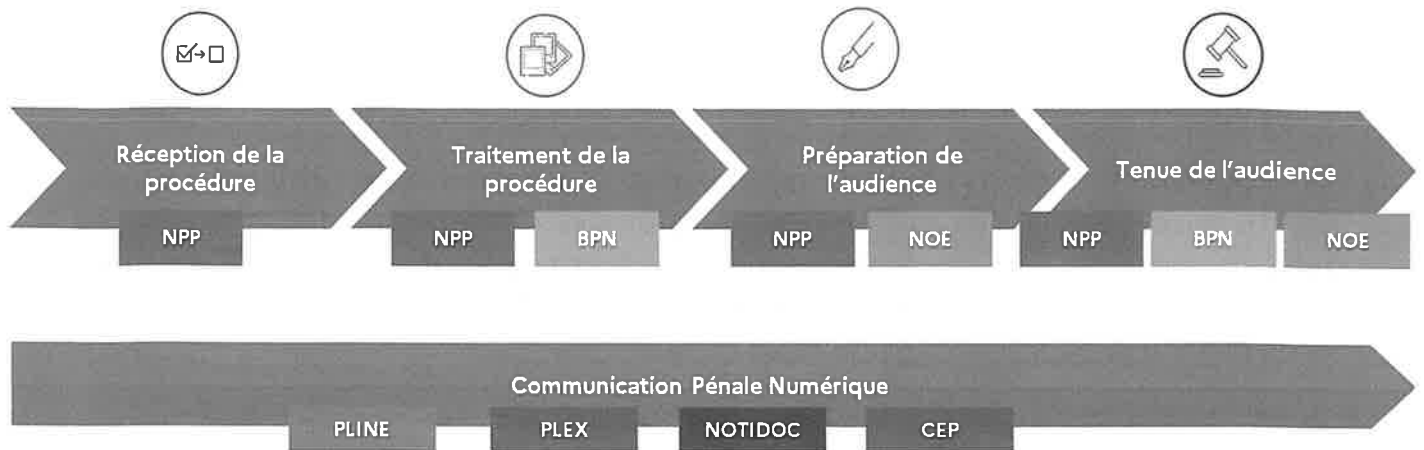 Réception de la
procédure
Traitement de la
procédure
Préparation de
l'audience
Tenue de l'audience
NPP
NPP
BPN
NPP
NOE
NPP
BPN
NOE
Communication Pénale Numérique
PLINE
PLEX
NOTIDOC
CEP